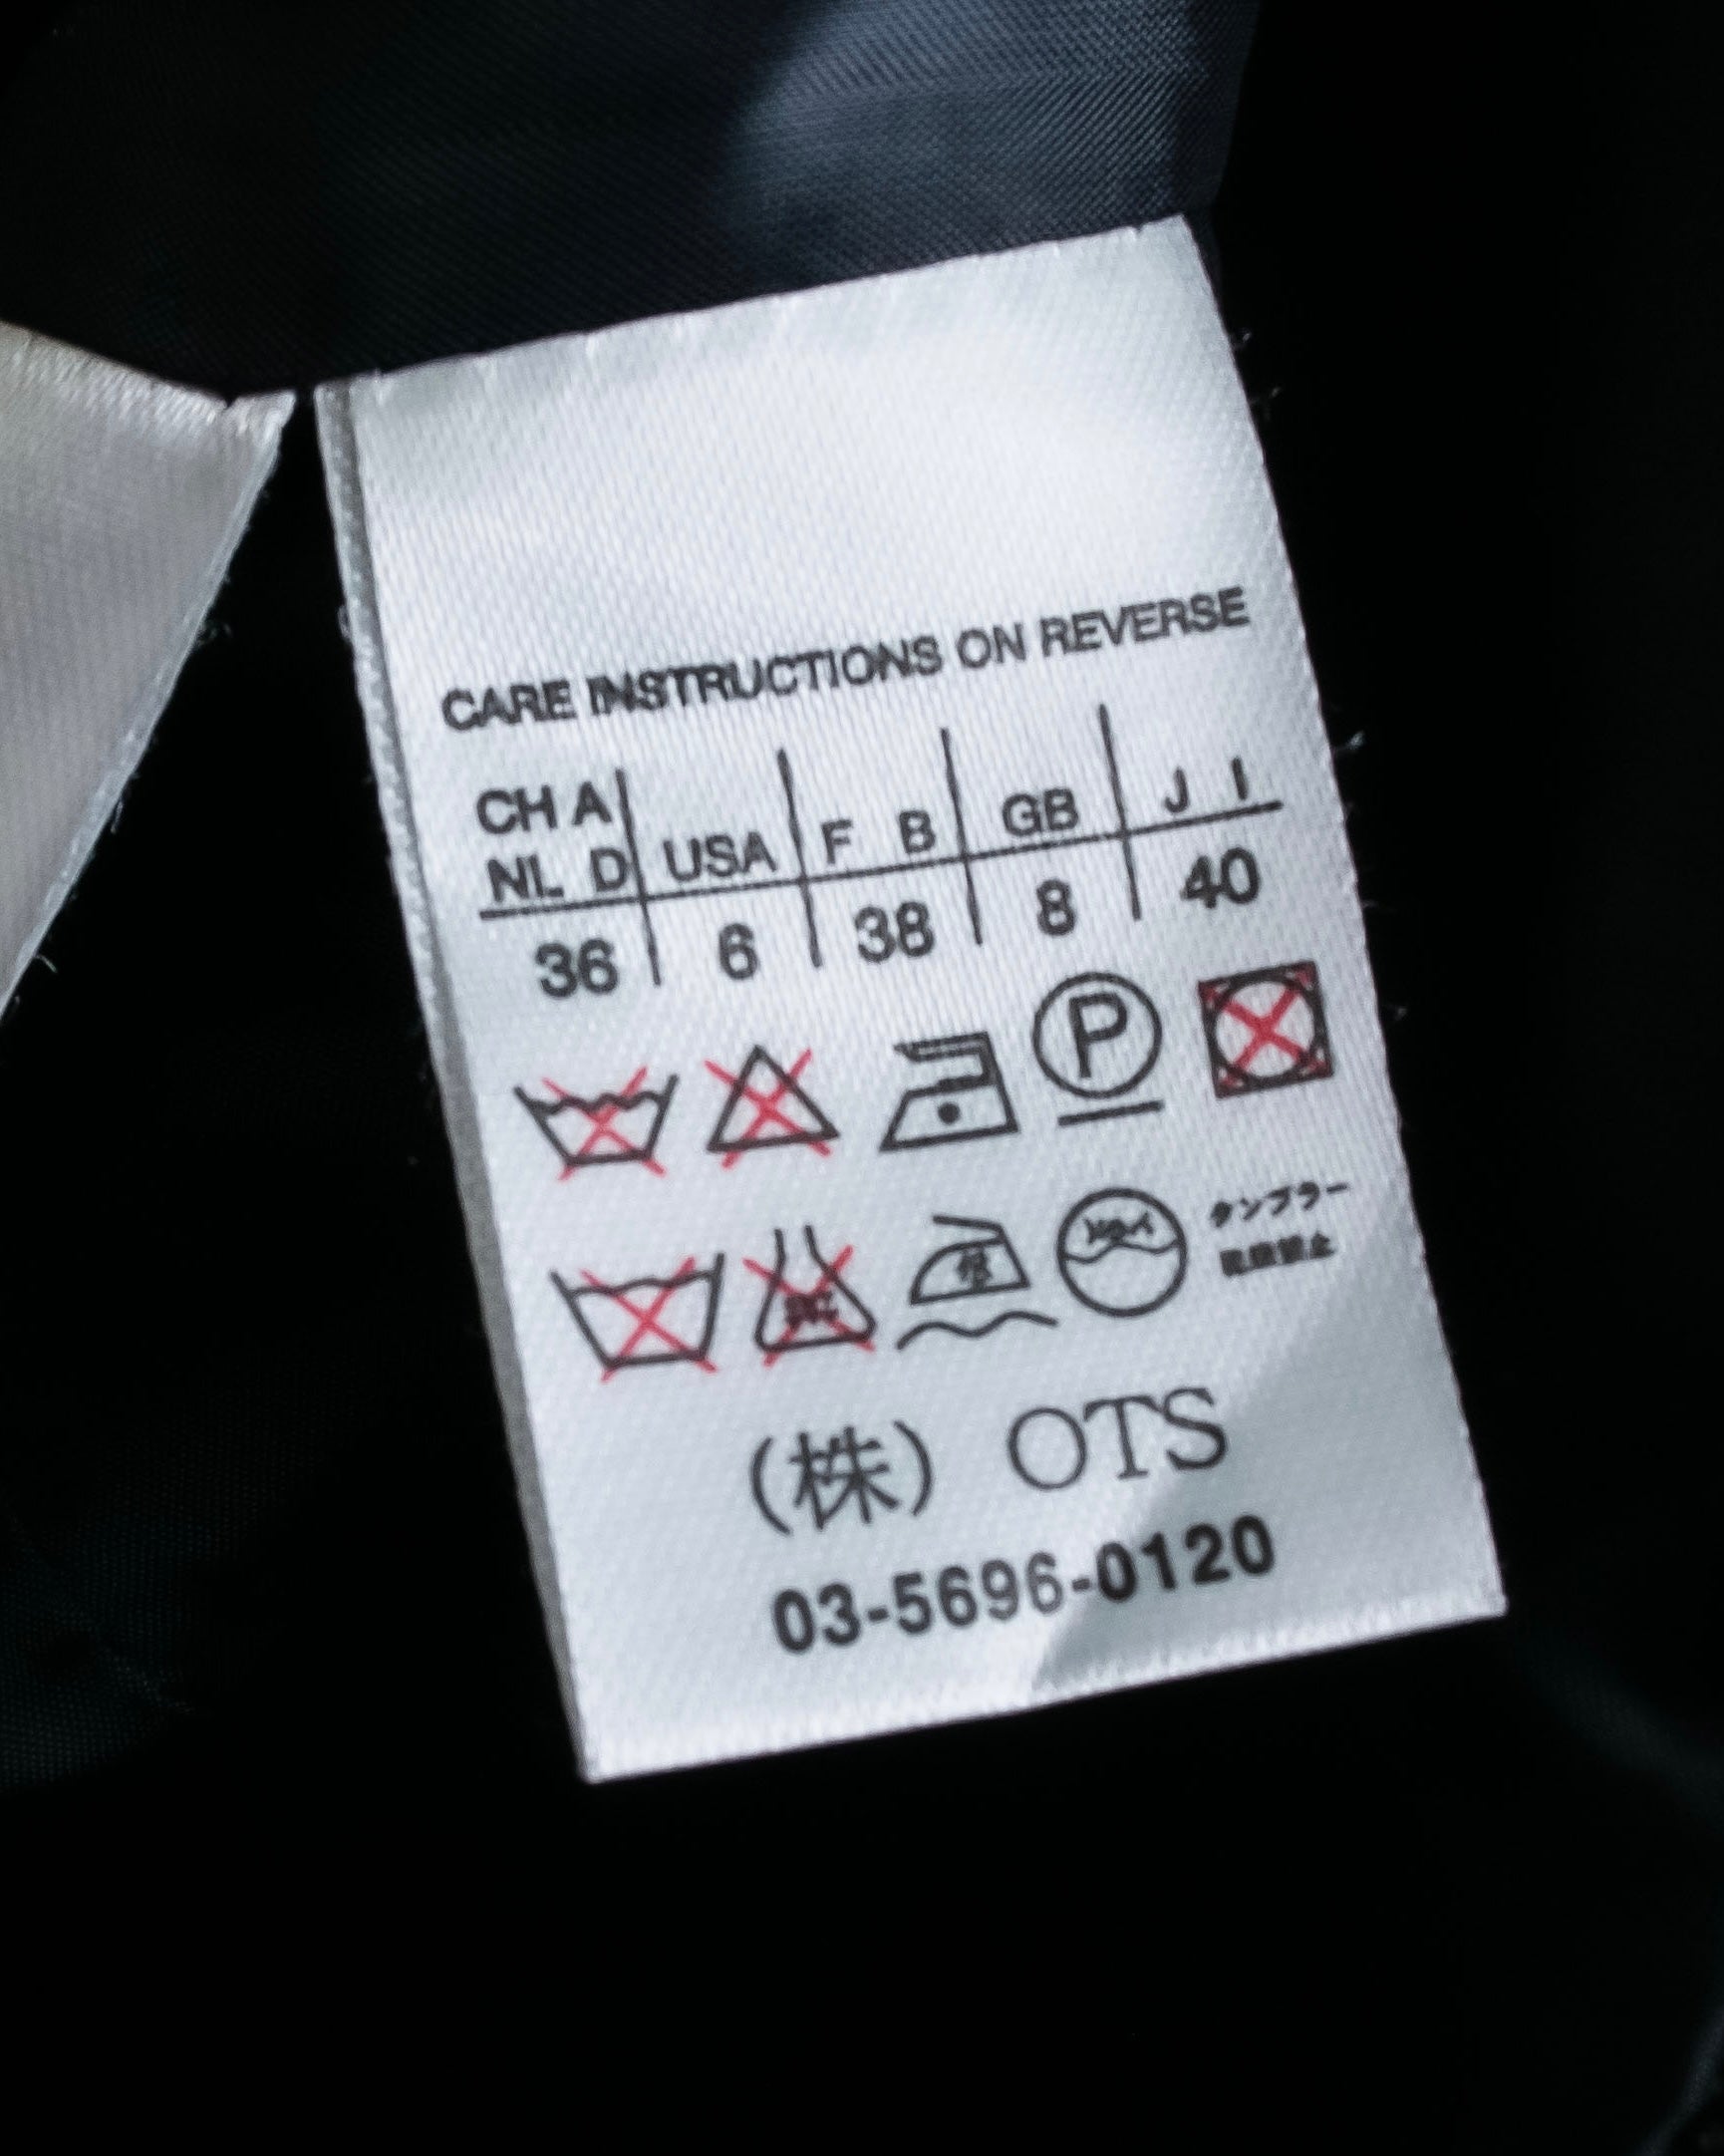 CARE INSTRUCTIONS ON REVERSE
CH A
NL D USA F B GB J I
36 6 38 8 40
P
タンブラー
(株) OTS
03-5696-0120